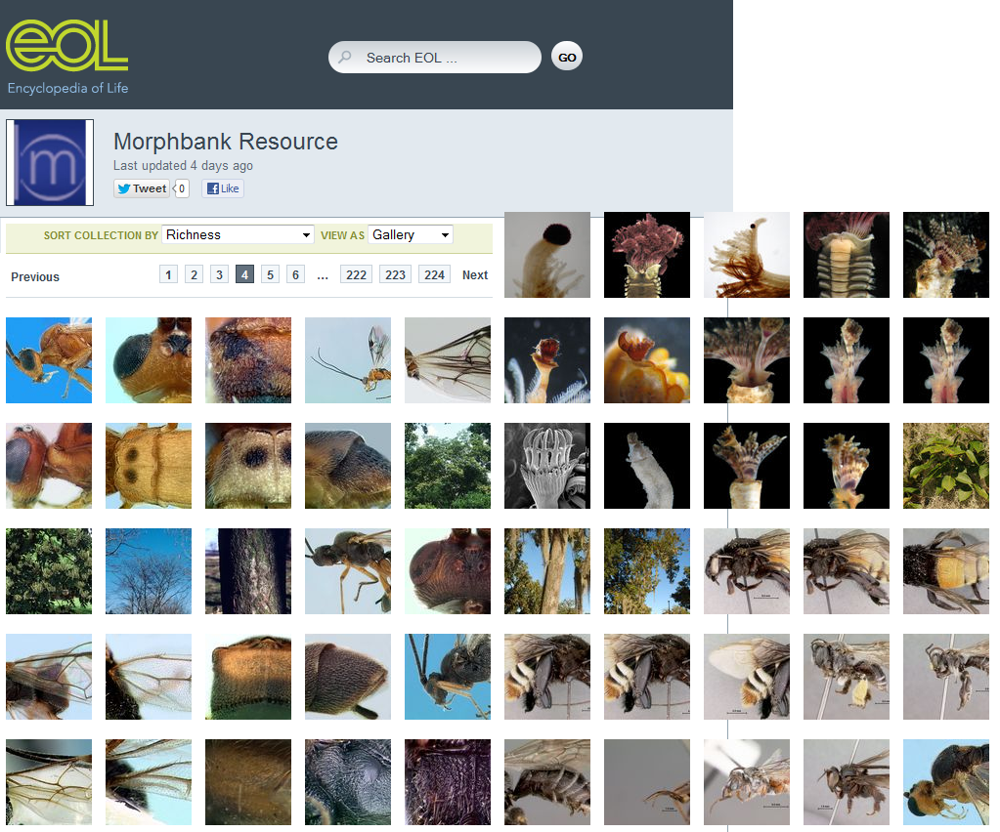 eol
Encyclopedia of Life
Search EOL ...
GO
m
Morphbank Resource
Last updated 4 days ago
Tweet 0 Like
SORT COLLECTION BY Richness VIEW AS Gallery
Previous 1 2 3 4 5 6 ... 222 223 224 Next